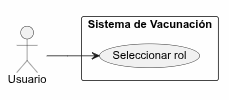 Sistema de Vacunación
Seleccionar rol
Usuario